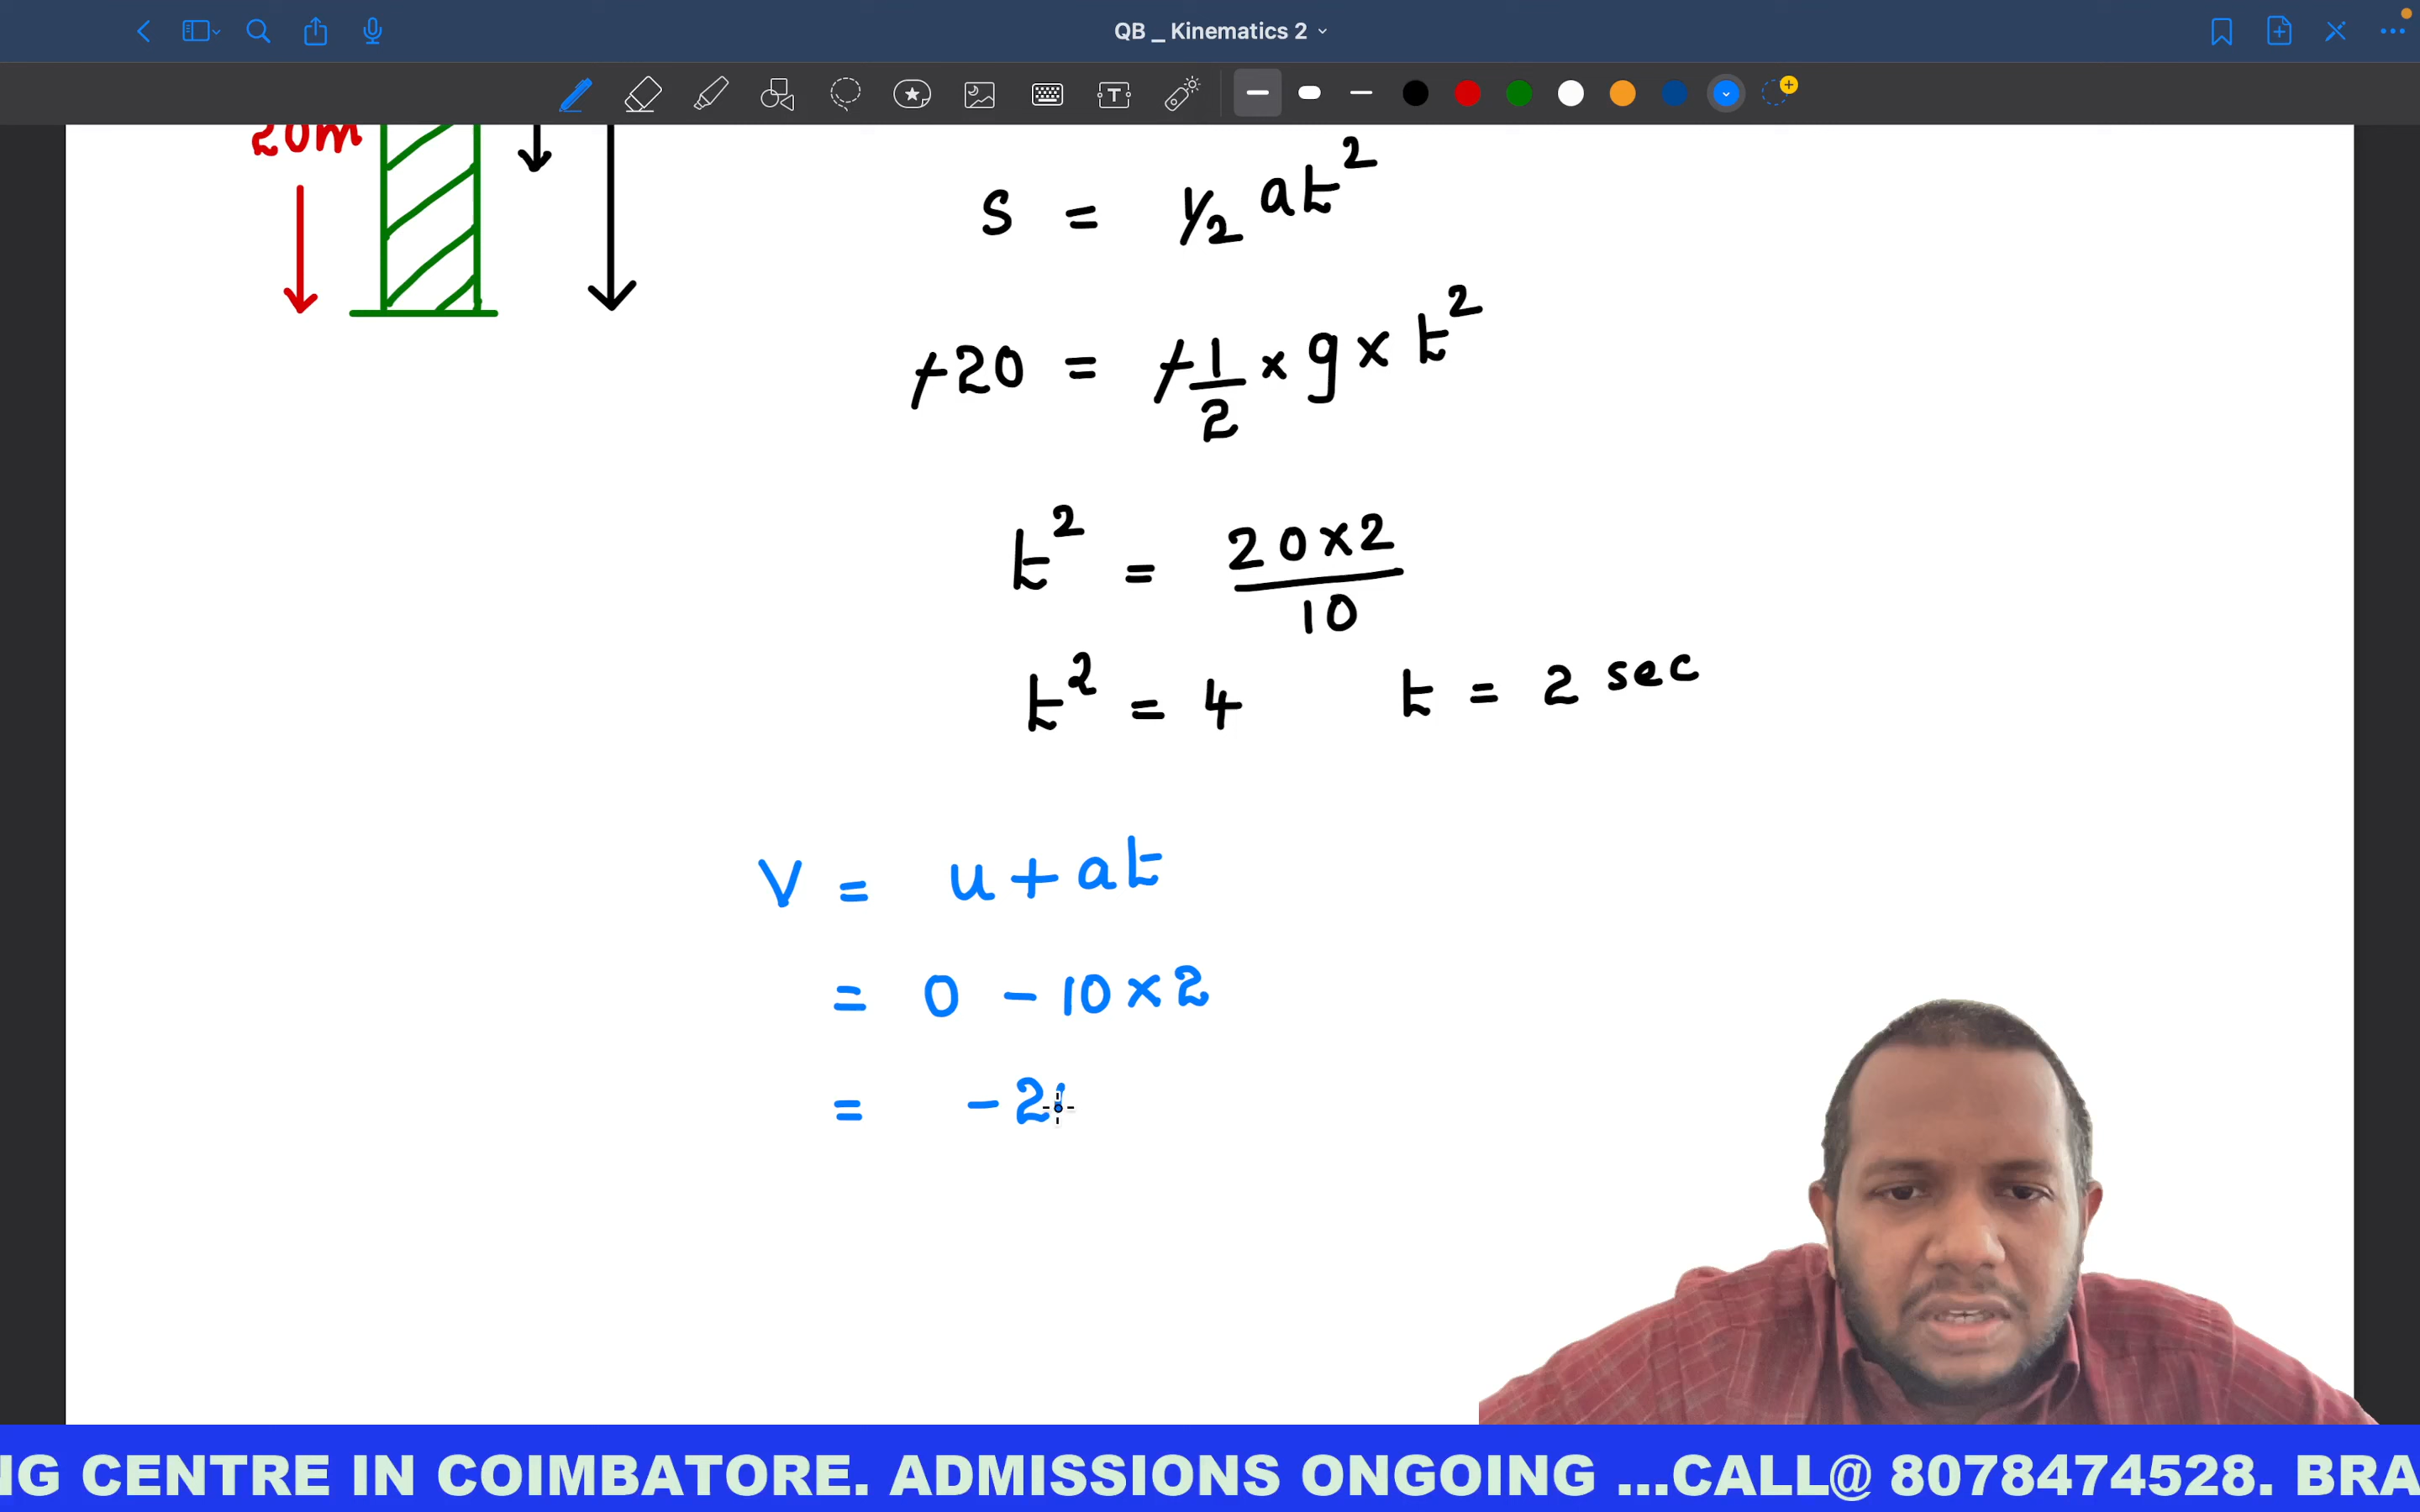 QB _ Kinematics 2
T
20m
s = 1/2 at²
-20 = -1/2 × g × t²
t² = 20×2/10
t² = 4 t = 2 sec
V = u + at
= 0 - 10×2
= -2
NG CENTRE IN COIMBATORE. ADMISSIONS ONGOING ...CALL@ 8078474528. BRA